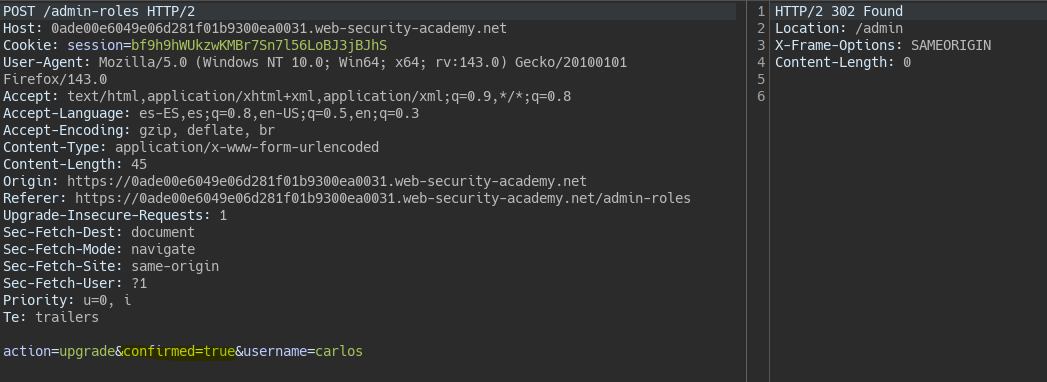 POST /admin-roles HTTP/2
Host: 0ade00e6049e06d281f01b9300ea0031.web-security-academy.net
Cookie: session=bf9h9hWUkzwKMBr7Sn7l56LoBJ3jBJhS
User-Agent: Mozilla/5.0 (Windows NT 10.0; Win64; x64; rv:143.0) Gecko/20100101
Firefox/143.0
Accept: text/html,application/xhtml+xml,application/xml;q=0.9,*/*;q=0.8
Accept-Language: es-ES,es;q=0.8,en-US;q=0.5,en;q=0.3
Accept-Encoding: gzip, deflate, br
Content-Type: application/x-www-form-urlencoded
Content-Length: 45
Origin: https://0ade00e6049e06d281f01b9300ea0031.web-security-academy.net
Referer: https://0ade00e6049e06d281f01b9300ea0031.web-security-academy.net/admin-roles
Upgrade-Insecure-Requests: 1
Sec-Fetch-Dest: document
Sec-Fetch-Mode: navigate
Sec-Fetch-Site: same-origin
Sec-Fetch-User: ?1
Priority: u=0, i
Te: trailers
action=upgrade&confirmed=true&username=carlos
1 HTTP/2 302 Found
2 Location: /admin
3 X-Frame-Options: SAMEORIGIN
4 Content-Length: 0
5
6